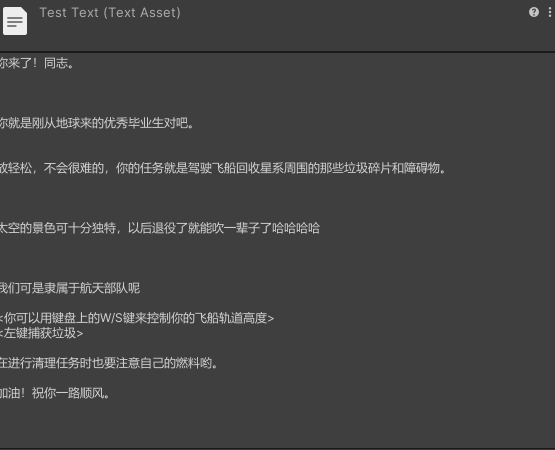 Test Text (Text Asset)
你来了！同志。
你就是刚从地球来的优秀毕业生对吧。
放轻松，不会很难的，你的任务就是驾驶飞船回收星系周围的那些垃圾碎片和障碍物。
太空的景色可十分独特，以后退役了就能吹一辈子了哈哈哈哈
我们可是隶属于航天部队呢
<你可以用键盘上的W/S键来控制你的飞船轨道高度>
<左键捕获垃圾>
在进行清理任务时也要注意自己的燃料哟。
加油！祝你一路顺风。